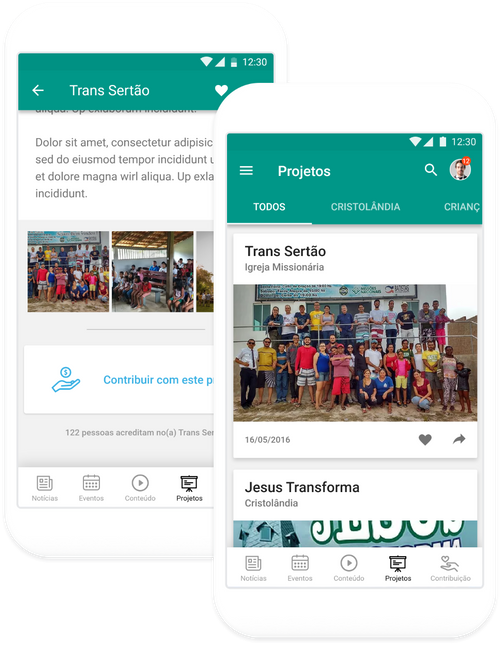 12:30
Trans Sertão
aliqua. Up exlaborum incididunt.
Dolor sit amet, consectetur adipisic
sed do eiusmod tempor incididunt u
et dolore magna wirl aliqua. Up exla
incididunt.
Contribuir com este p
122 pessoas acreditam no(a) Trans Ser
Notícias
Eventos
Conteúdo
Projetos
12:30
Projetos
12
TODOS
CRISTOLÂNDIA
CRIANÇ
Trans Sertão
Igreja Missionária
16/05/2016
Jesus Transforma
Cristolândia
Notícias
Eventos
Conteúdo
Projetos
Contribuição